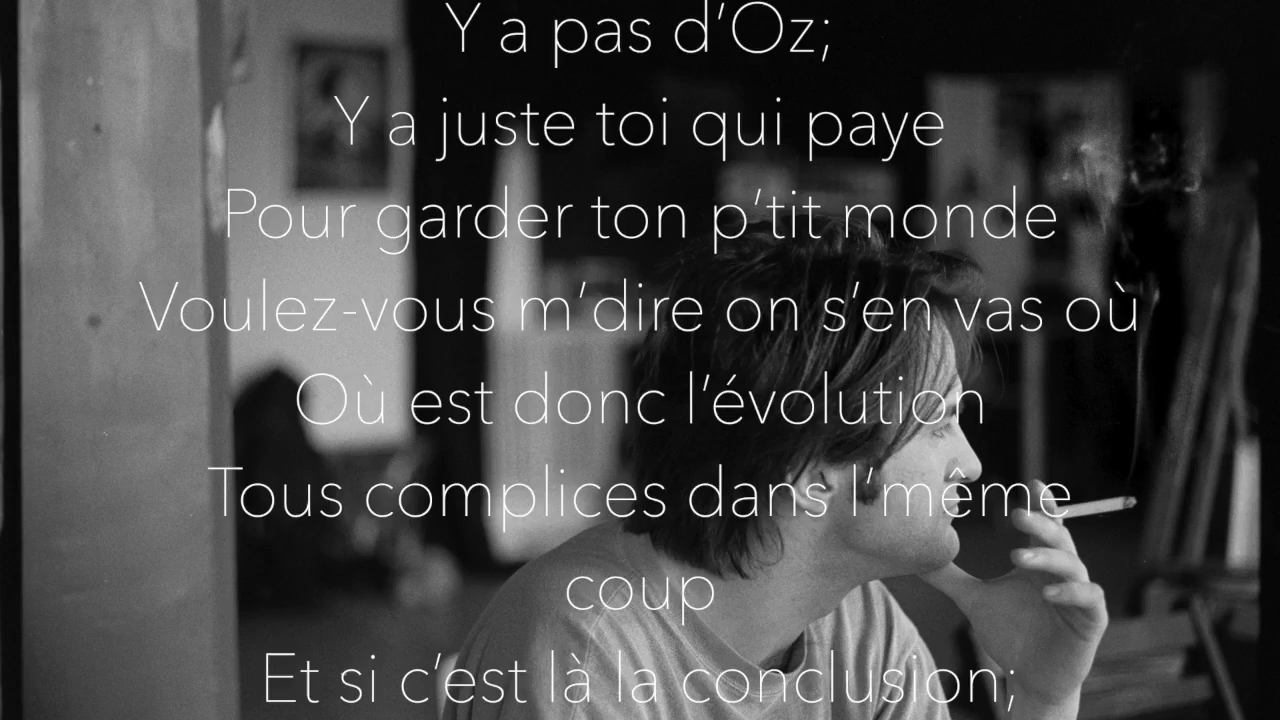 Y a pas d’Oz;
Y a juste toi qui paye
Pour garder ton p’tit monde
Voulez-vous m’dire on s’en vas où
Où est donc l’évolution
Tous complices dans l’même
coup
Et si c’est là la conclusion;